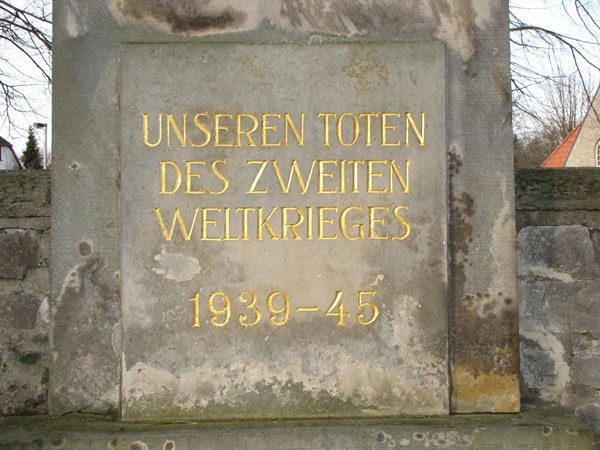 UNSEREN TOTEN
DES ZWEITEN
WELTKRIEGES
1939-45